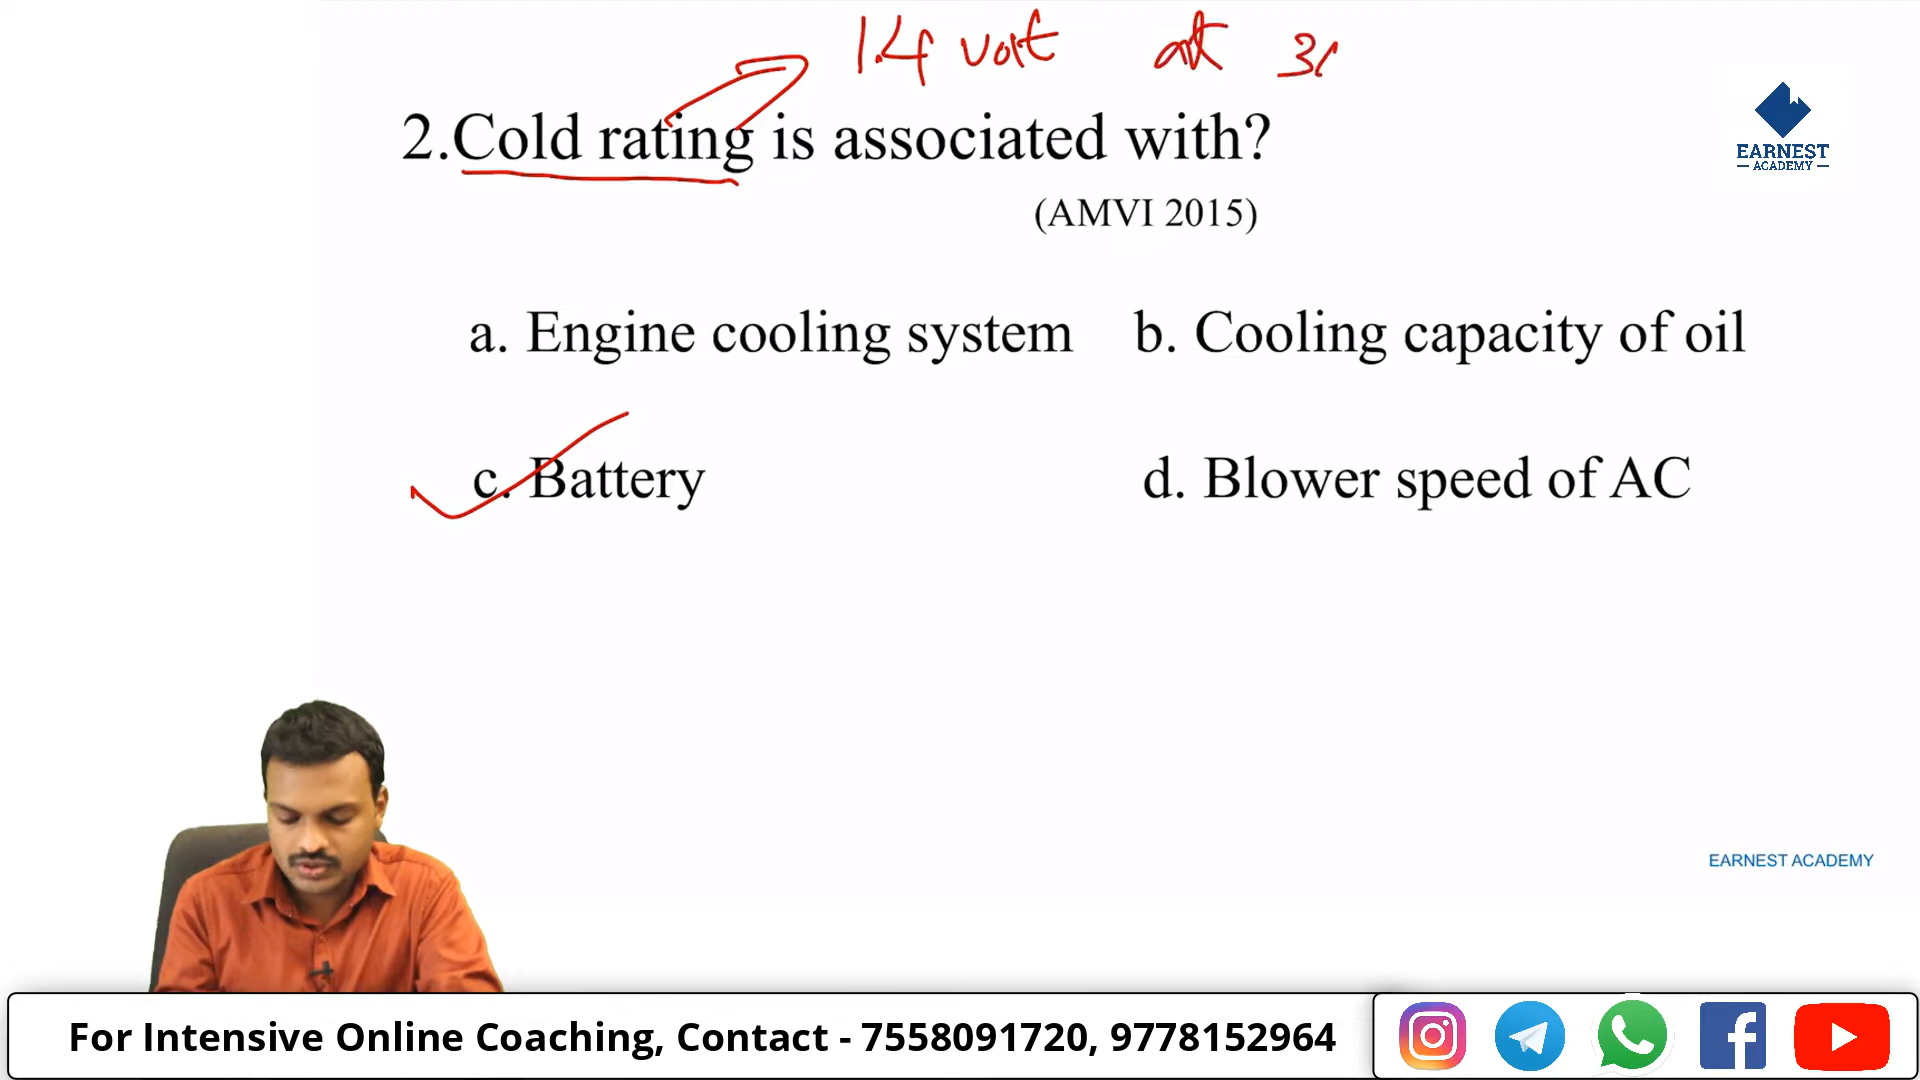 1.4 volt at 30
2.Cold rating is associated with?
EARNEST
ACADEMY
(AMVI 2015)
a. Engine cooling system b. Cooling capacity of oil
c. Battery d. Blower speed of AC
EARNEST ACADEMY
For Intensive Online Coaching, Contact - 7558091720, 9778152964